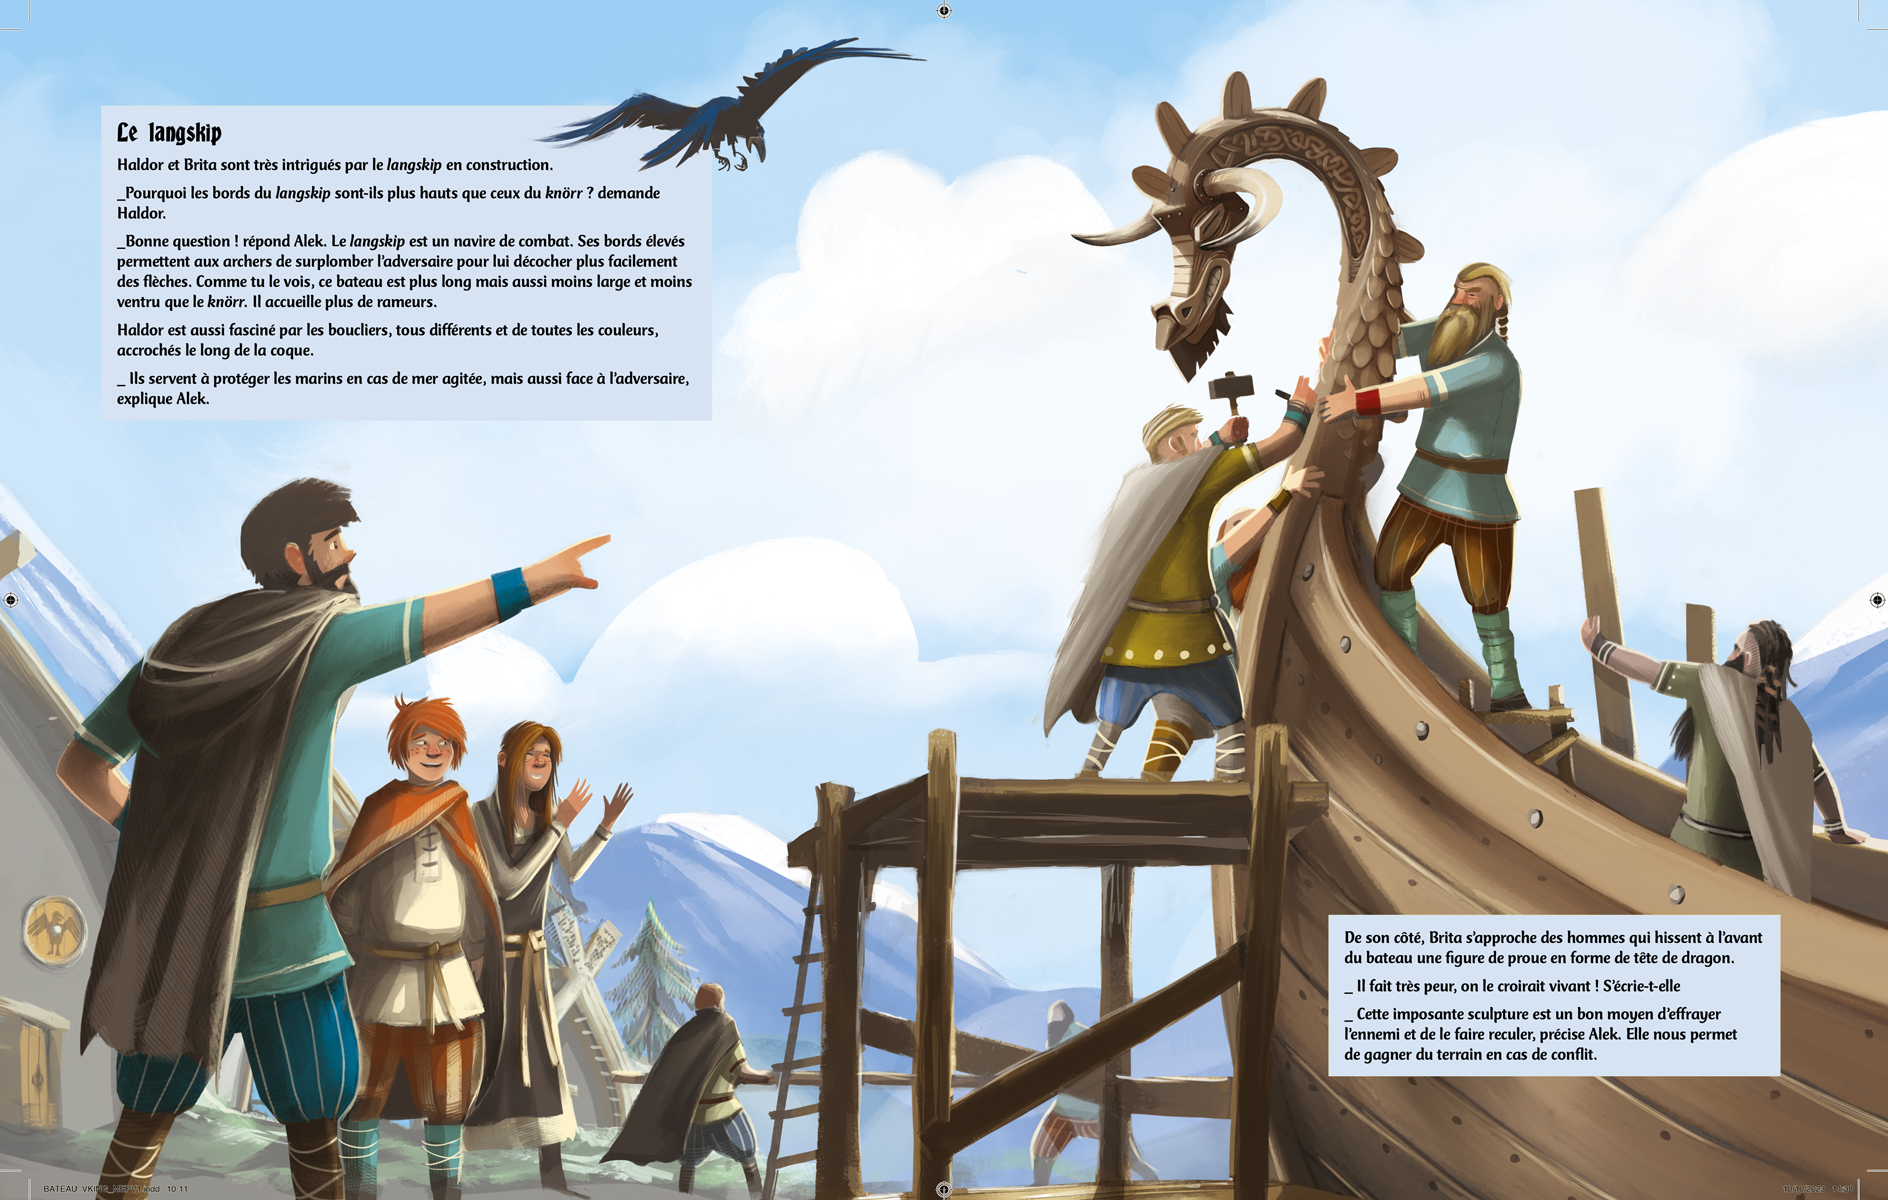 Le langskip
Haldor et Brita sont très intrigués par le langskip en construction.
_Pourquoi les bords du langskip sont-ils plus hauts que ceux du knörr ? demande
Haldor.
_Bonne question ! répond Alek. Le langskip est un navire de combat. Ses bords élevés
permettent aux archers de surplomber l’adversaire pour lui décocher plus facilement
des flèches. Comme tu le vois, ce bateau est plus long mais aussi moins large et moins
ventru que le knörr. Il accueille plus de rameurs.
Haldor est aussi fasciné par les boucliers, tous différents et de toutes les couleurs,
accrochés le long de la coque.
_ Ils servent à protéger les marins en cas de mer agitée, mais aussi face à l’adversaire,
explique Alek.
De son côté, Brita s’approche des hommes qui hissent à l’avant
du bateau une figure de proue en forme de tête de dragon.
_ Il fait très peur, on le croirait vivant ! S’écrie-t-elle
_ Cette imposante sculpture est un bon moyen d’effrayer
l’ennemi et de le faire reculer, précise Alek. Elle nous permet
de gagner du terrain en cas de conflit.
10-11